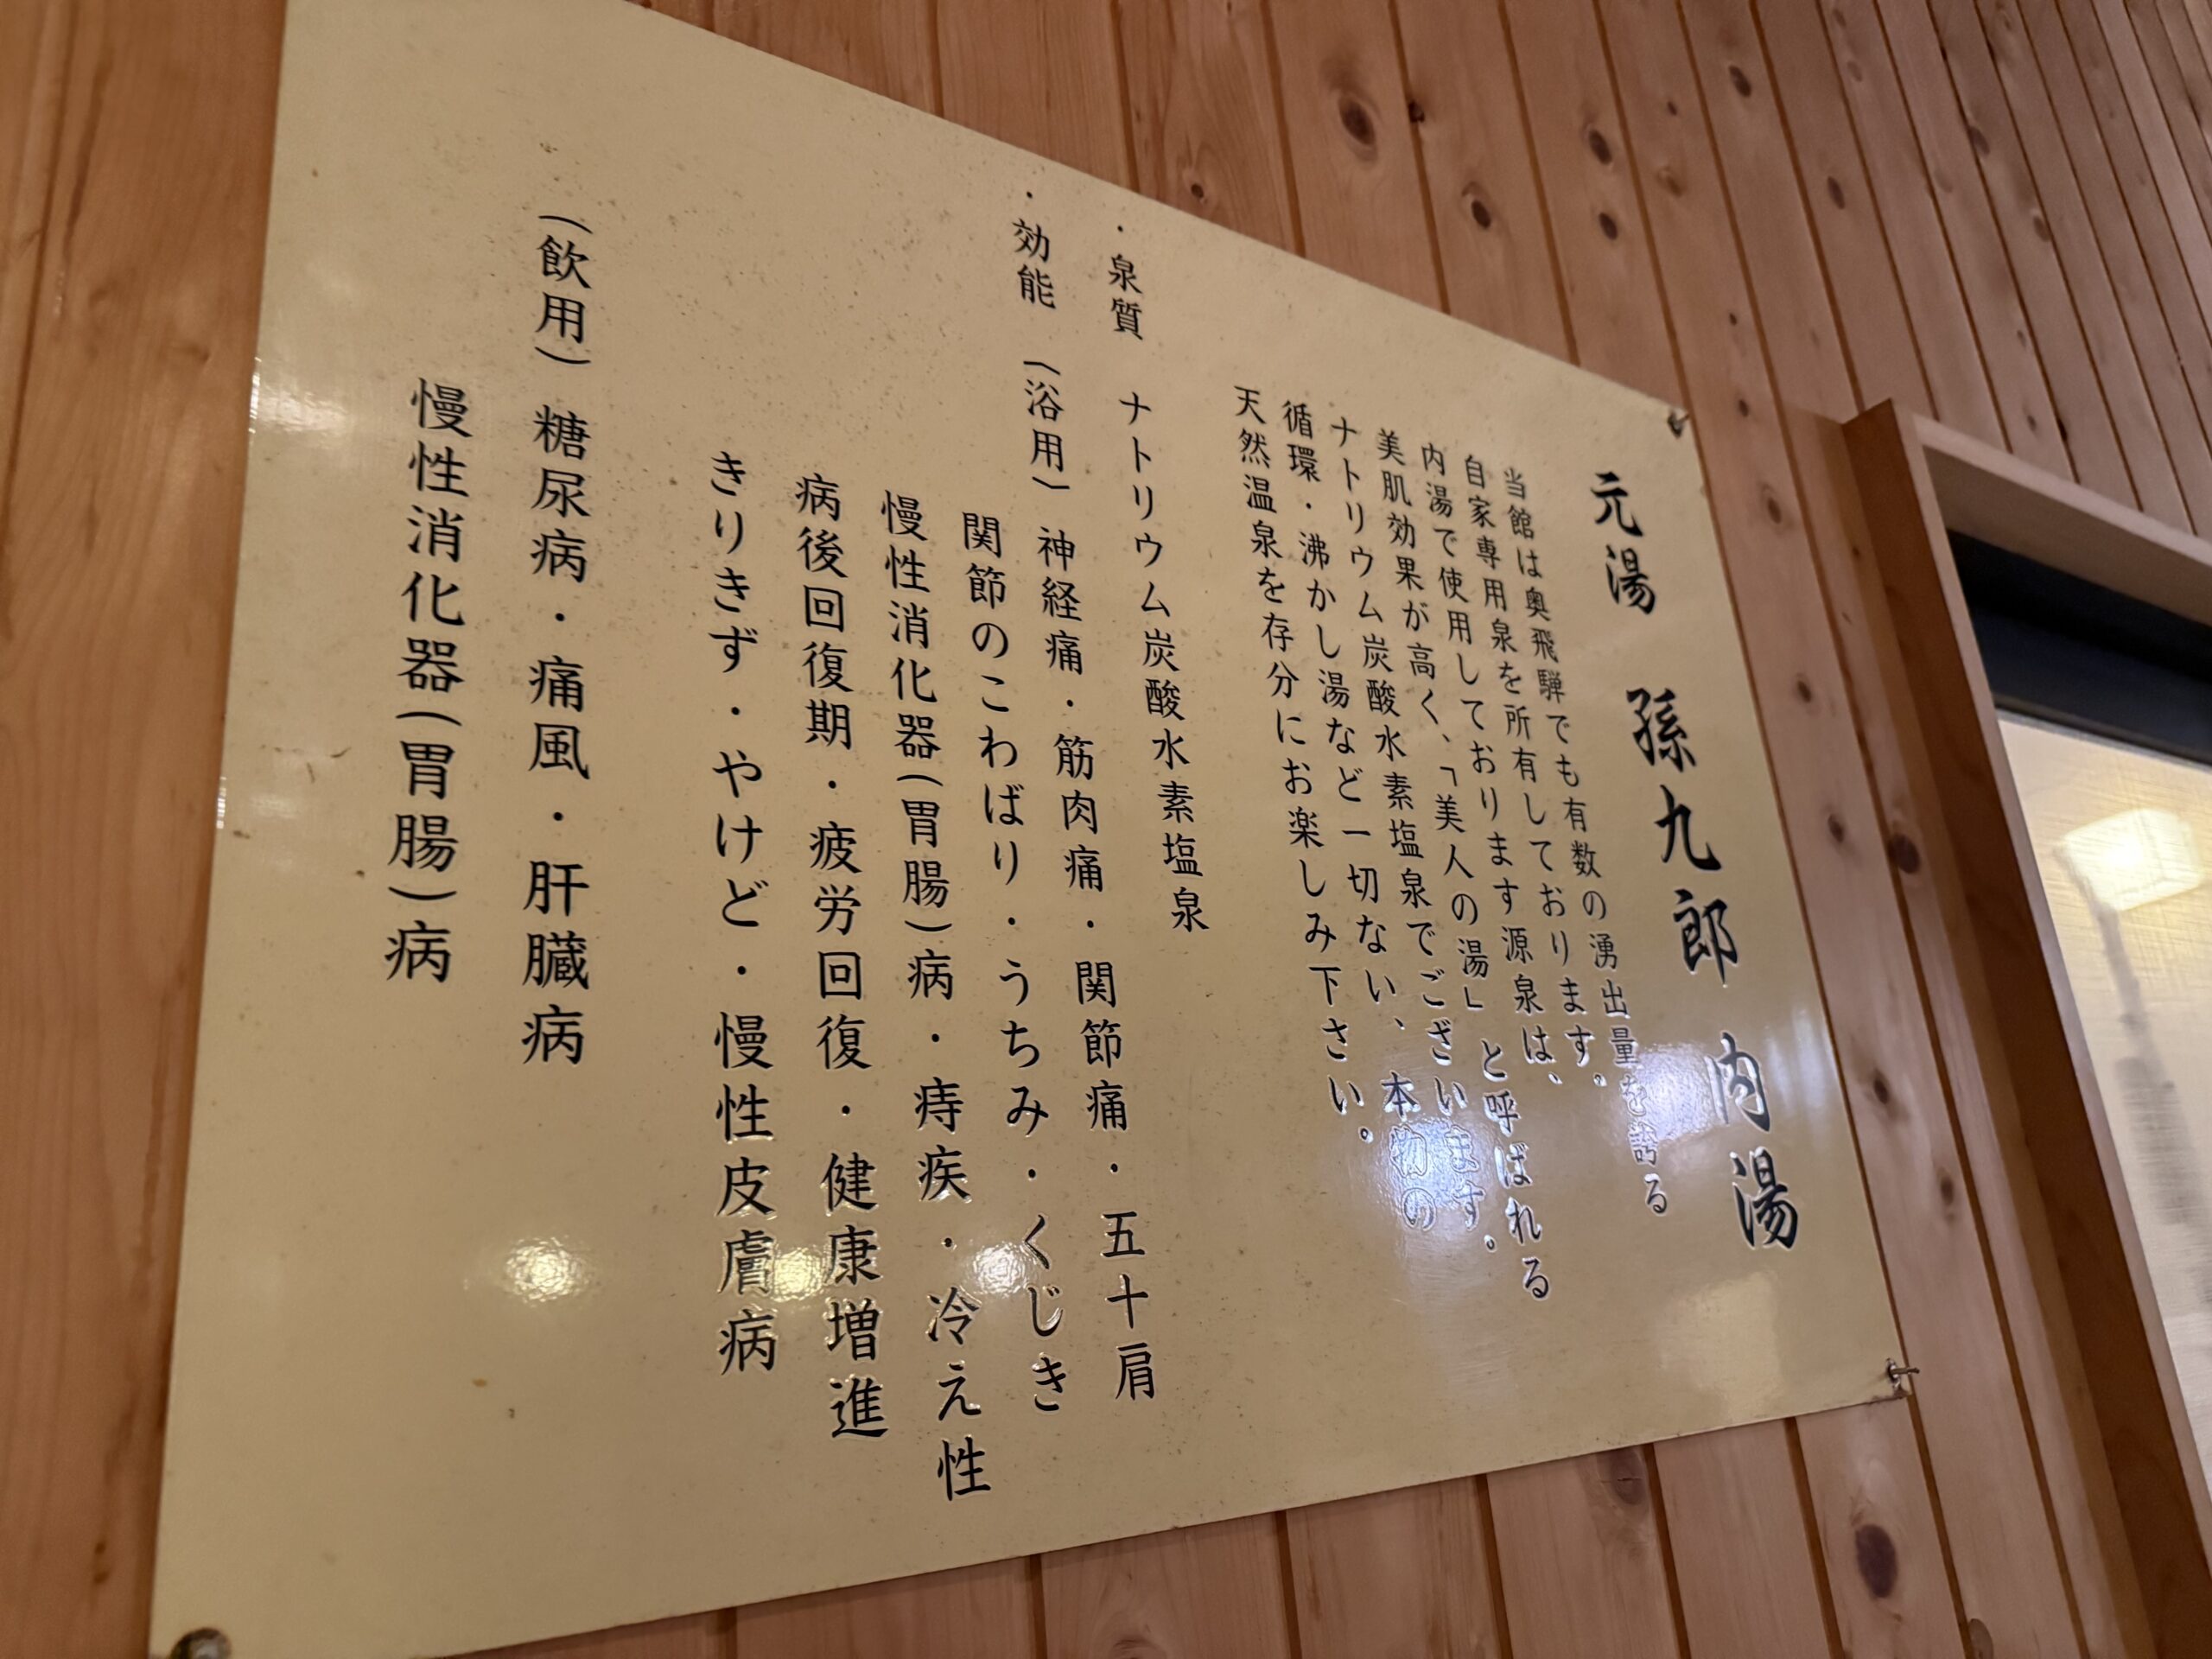 元湯 孫九郎 内湯
当館は奥飛騨でも有数の湧出量を誇る
自家専用泉を所有しております。
内湯で使用しております源泉は、
美肌効果が高く、「美人の湯」と呼ばれる
ナトリウム炭酸水素塩泉でございます。
循環・沸かし湯など一切ない、本物の
天然温泉を存分にお楽しみ下さい。
・泉質 ナトリウム炭酸水素塩泉
・効能 (浴用) 神経痛・筋肉痛・関節痛・五十肩
関節のこわばり・うちみ・くじき
慢性消化器(胃腸)病・痔疾・冷え性
病後回復期・疲労回復・健康増進
きりきず・やけど・慢性皮膚病
(飲用) 糖尿病・痛風・肝臓病
慢性消化器(胃腸)病